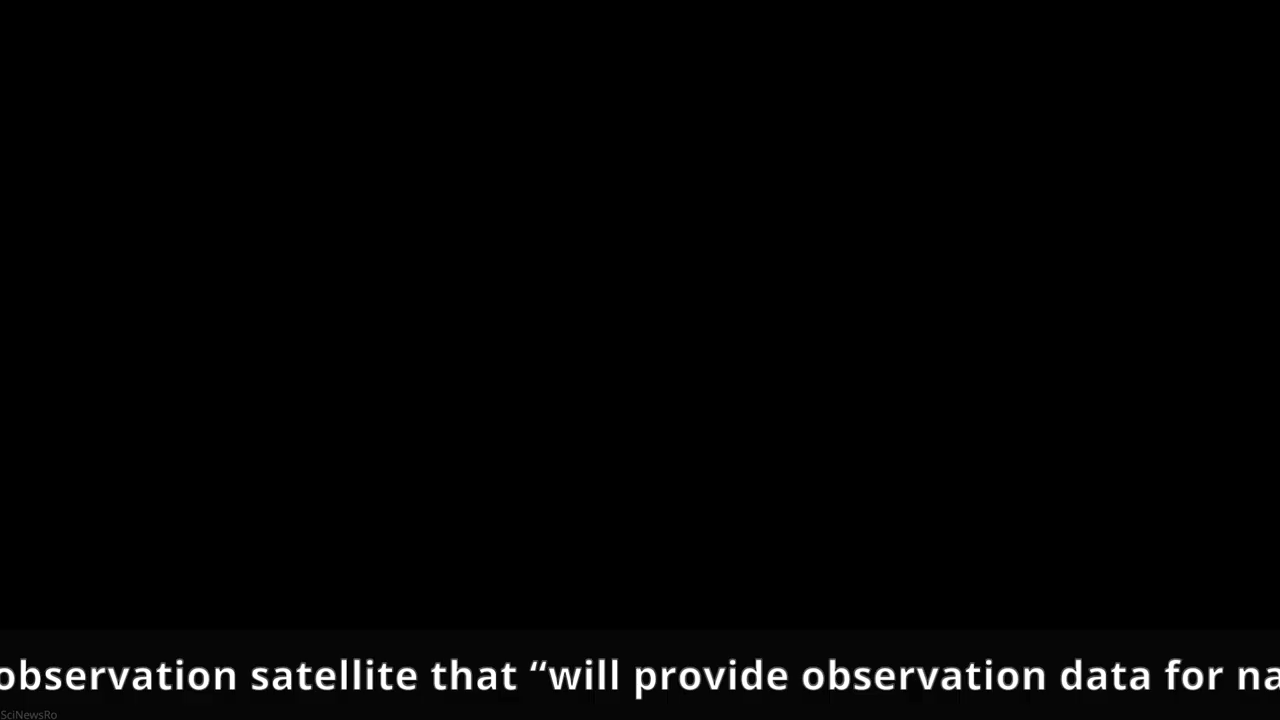 observation satellite that “will provide observation data for na
SciNewsRo